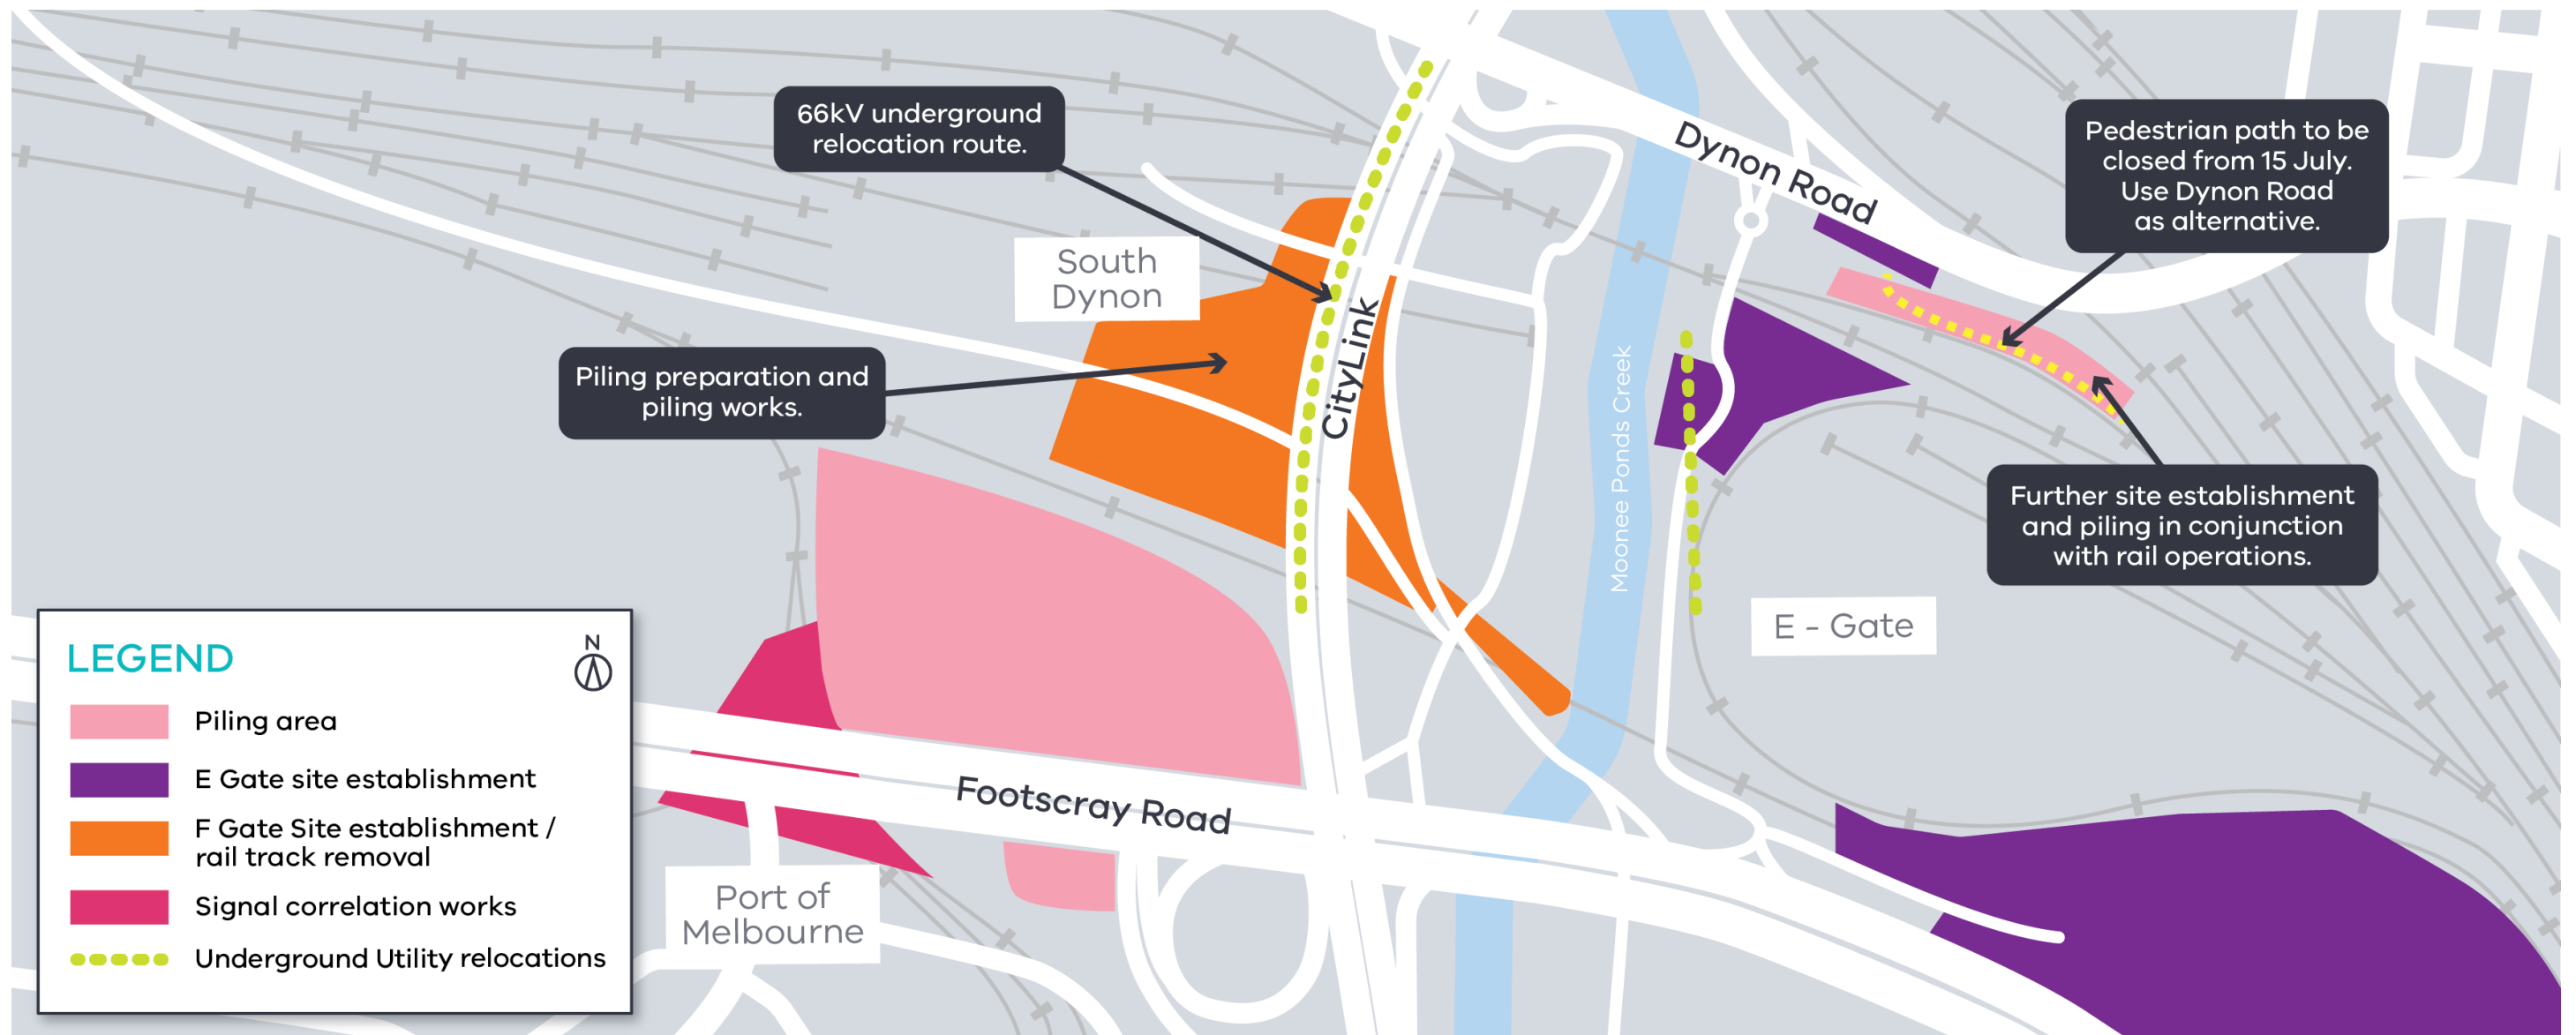 66kV underground
relocation route.
Dynon Road
Pedestrian path to be
closed from 15 July.
Use Dynon Road
as alternative.
South
Dynon
CityLink
Piling preparation and
piling works.
Moonee Ponds Creek
Further site establishment
and piling in conjunction
with rail operations.
E - Gate
Footscray Road
Port of
Melbourne
LEGEND
N
Piling area
E Gate site establishment
F Gate Site establishment /
rail track removal
Signal correlation works
Underground Utility relocations